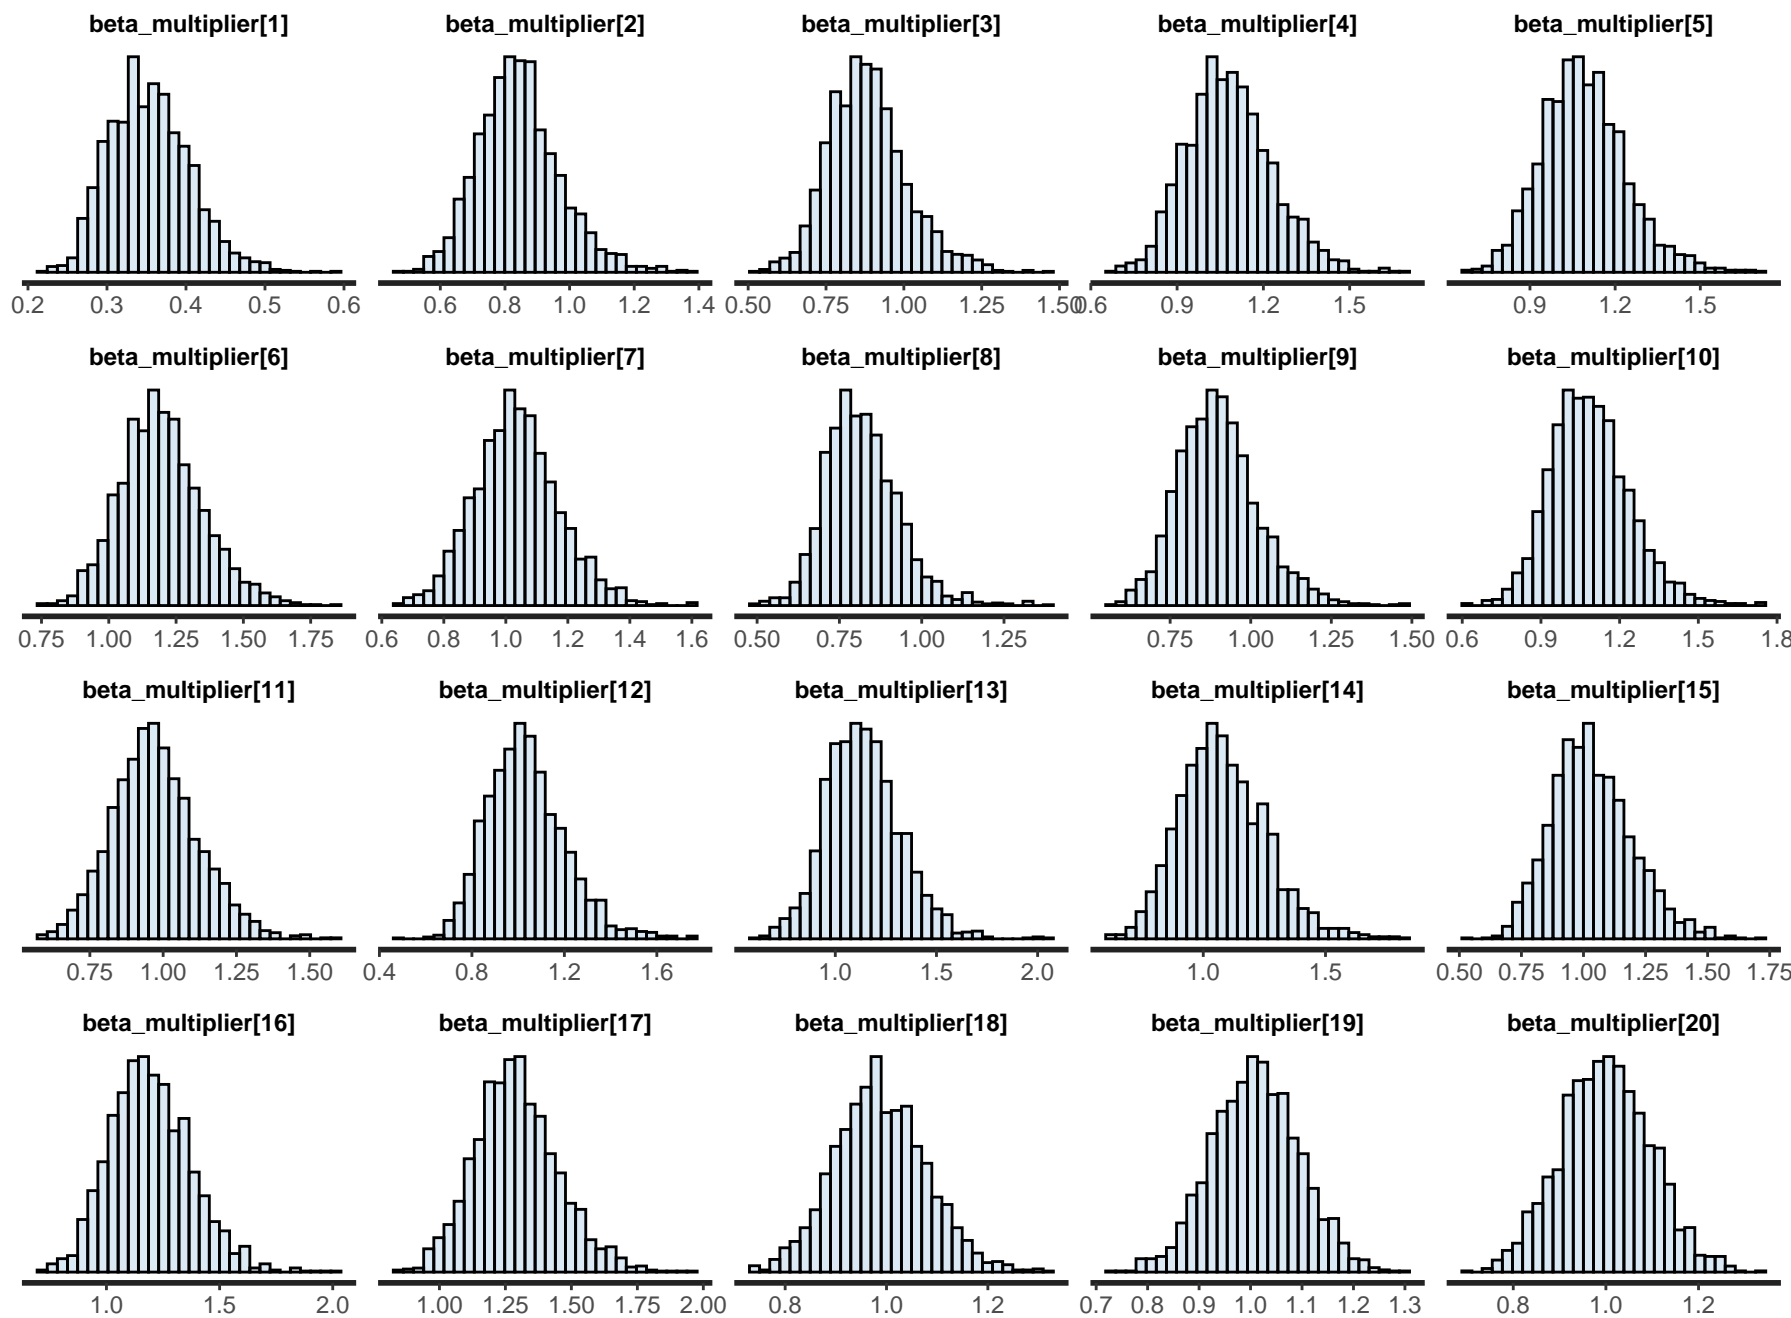 beta_multiplier[1] beta_multiplier[2] beta_multiplier[3] beta_multiplier[4] beta_multiplier[5]
0.2 0.3 0.4 0.5 0.6 0.6 0.8 1.0 1.2 1.4 0.50 0.75 1.00 1.25 1.50 0.6 0.9 1.2 1.5 0.9 1.2 1.5
beta_multiplier[6] beta_multiplier[7] beta_multiplier[8] beta_multiplier[9] beta_multiplier[10]
0.75 1.00 1.25 1.50 1.75 0.6 0.8 1.0 1.2 1.4 1.6 0.50 0.75 1.00 1.25 0.75 1.00 1.25 1.50 0.6 0.9 1.2 1.5 1.8
beta_multiplier[11] beta_multiplier[12] beta_multiplier[13] beta_multiplier[14] beta_multiplier[15]
0.75 1.00 1.25 1.50 0.4 0.8 1.2 1.6 1.0 1.5 2.0 1.0 1.5 0.50 0.75 1.00 1.25 1.50 1.75
beta_multiplier[16] beta_multiplier[17] beta_multiplier[18] beta_multiplier[19] beta_multiplier[20]
1.0 1.5 2.0 1.00 1.25 1.50 1.75 2.00 0.8 1.0 1.2 0.7 0.8 0.9 1.0 1.1 1.2 1.3 0.8 1.0 1.2